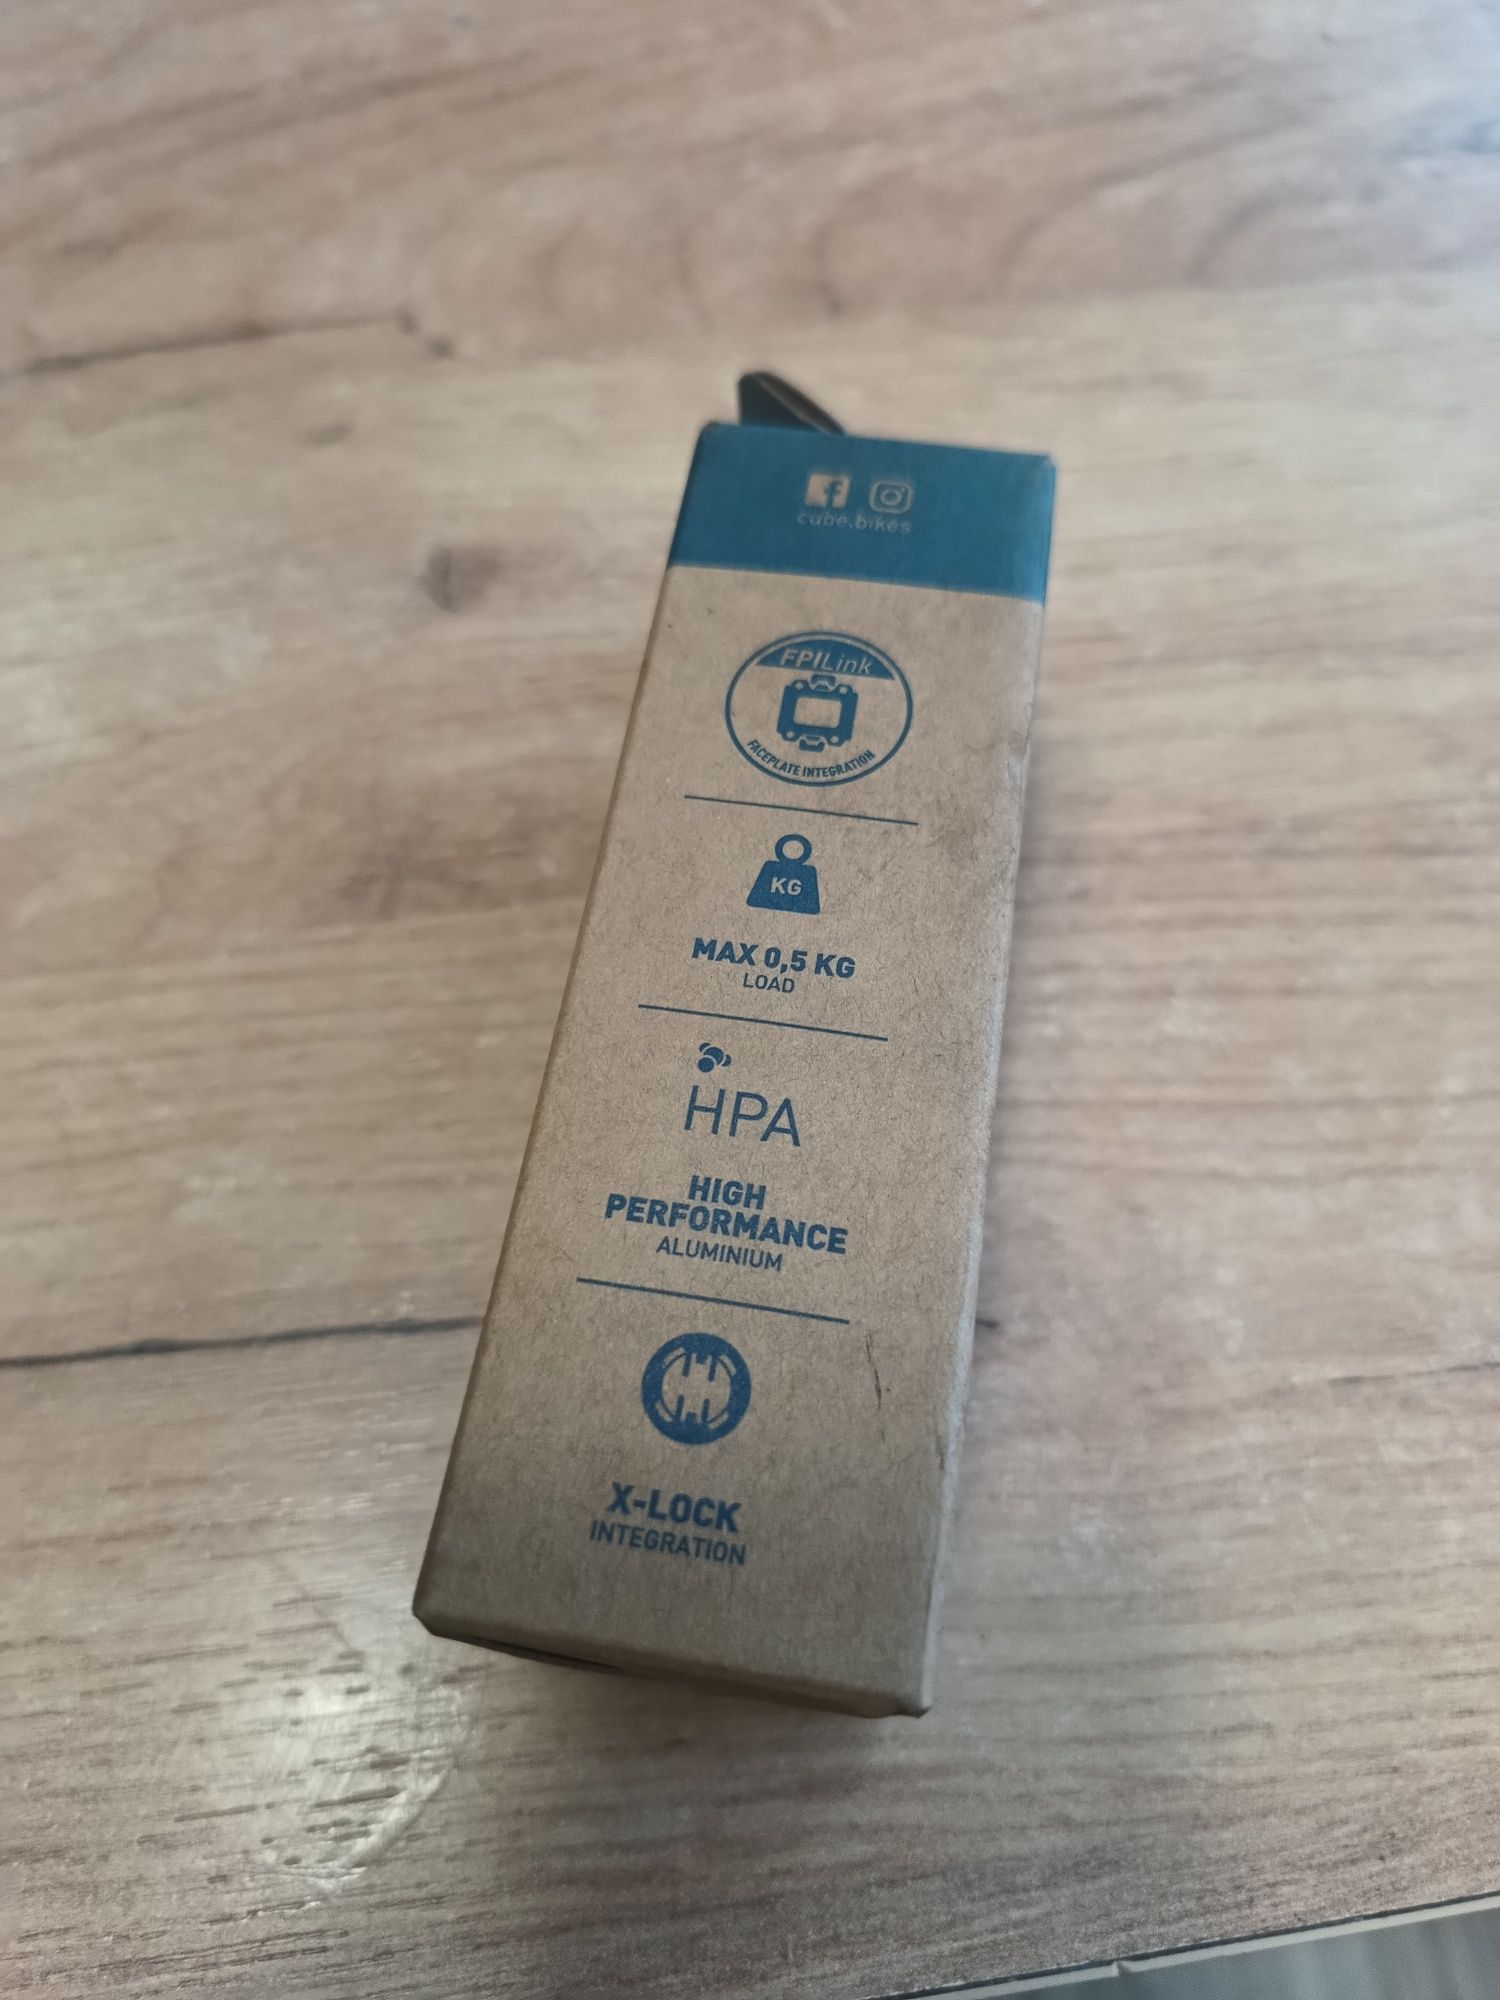 cube.bikes
FPILink
FACEPLATE INTEGRATION
KG
MAX 0,5 KG
LOAD
HPA
HIGH
PERFORMANCE
ALUMINIUM
X-LOCK
INTEGRATION